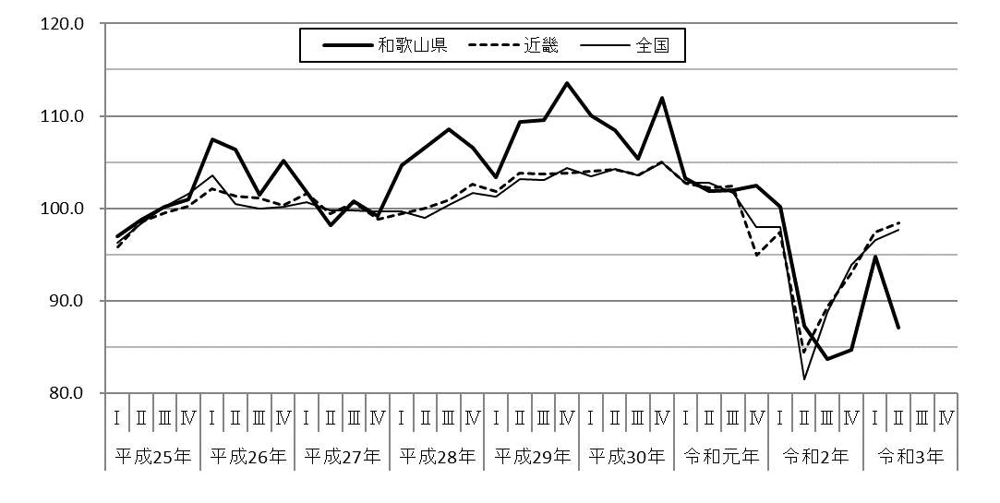 120.0
和歌山県 近畿 全国
110.0
100.0
90.0
80.0
Ⅰ Ⅱ Ⅲ Ⅳ Ⅰ Ⅱ Ⅲ Ⅳ Ⅰ Ⅱ Ⅲ Ⅳ Ⅰ Ⅱ Ⅲ Ⅳ Ⅰ Ⅱ Ⅲ Ⅳ Ⅰ Ⅱ Ⅲ Ⅳ Ⅰ Ⅱ Ⅲ Ⅳ Ⅰ Ⅱ Ⅲ Ⅳ Ⅰ Ⅱ Ⅲ Ⅳ
平成25年 平成26年 平成27年 平成28年 平成29年 平成30年 令和元年 令和2年 令和3年